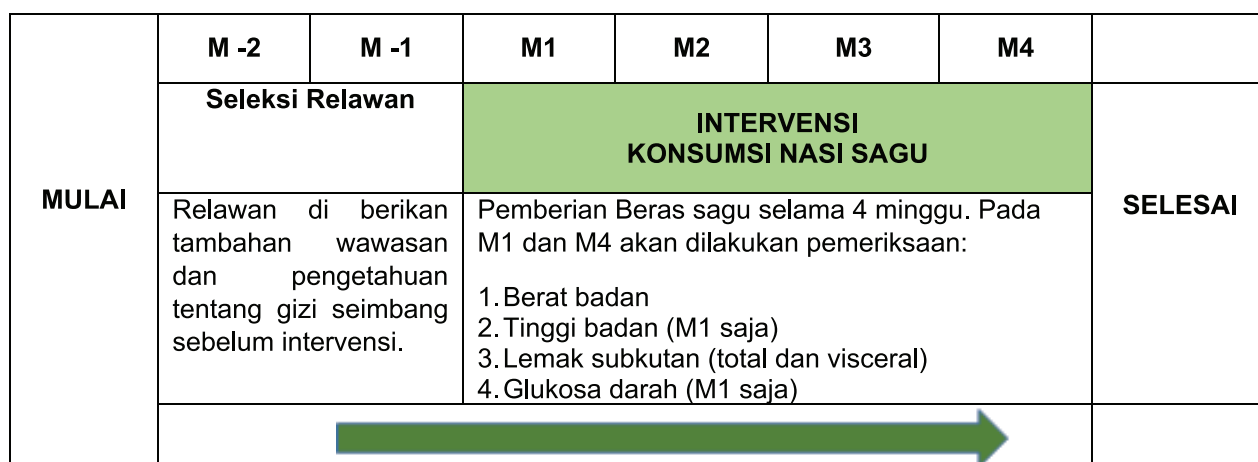 M -2 M -1 M1 M2 M3 M4
Seleksi Relawan
INTERVENSI
KONSUMSI NASI SAGU
MULAI
SELESAI
Relawan di berikan
tambahan wawasan
dan pengetahuan
tentang gizi seimbang
sebelum intervensi.
Pemberian Beras sagu selama 4 minggu. Pada
M1 dan M4 akan dilakukan pemeriksaan:
1. Berat badan
2. Tinggi badan (M1 saja)
3. Lemak subkutan (total dan visceral)
4. Glukosa darah (M1 saja)